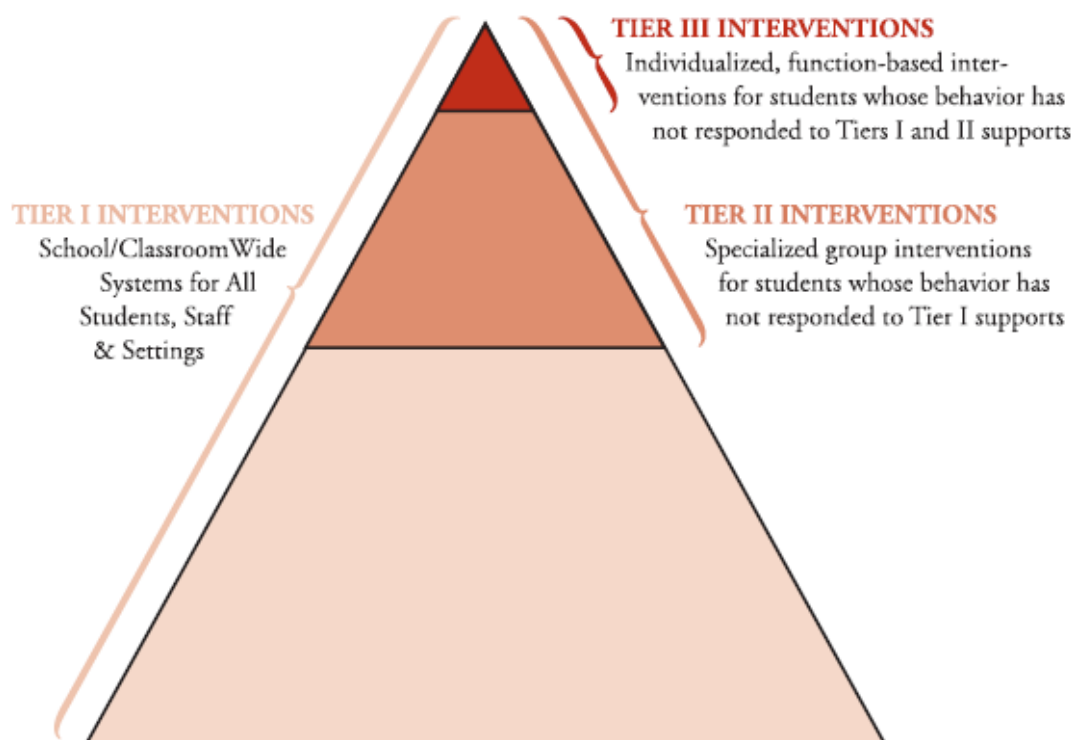 TIER III INTERVENTIONS
Individualized, function-based inter-
ventions for students whose behavior has
not responded to Tiers I and II supports
TIER I INTERVENTIONS
School/ClassroomWide
Systems for All
Students, Staff
& Settings
TIER II INTERVENTIONS
Specialized group interventions
for students whose behavior has
not responded to Tier I supports